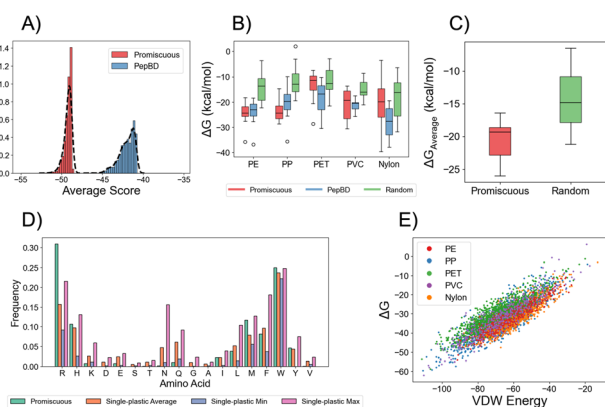 A)
1.4
1.2
1.0
0.8
0.6
0.4
0.2
0.0
−55 −50 −45 −40 −35
Average Score
Promiscuous
PepBD
B)
ΔG (kcal/mol)
0
−10
−20
−30
−40
PE PP PET PVC Nylon
Promiscuous PepBD Random
C)
ΔG Average (kcal/mol)
−10
−15
−20
−25
Promiscuous Random
D)
Frequency
0.30
0.25
0.20
0.15
0.10
0.05
0.00
R H K D E S T N Q G A I L M F W Y V
Amino Acid
Promiscuous Single-plastic Average Single-plastic Min Single-plastic Max
E)
PE
PP
PET
PVC
Nylon
ΔG
0
−10
−20
−30
−40
−50
−60
−100 −80 −60 −40 −20
VDW Energy